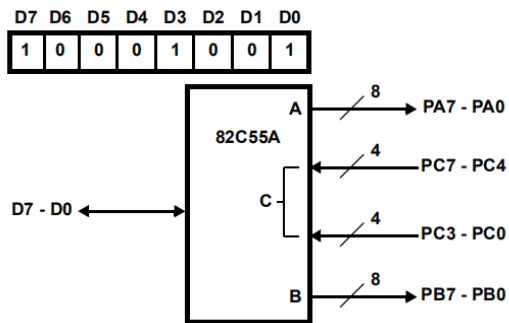 D7 D6 D5 D4 D3 D2 D1 D0
1 0 0 0 1 0 0 1
A 8 PA7 - PA0
82C55A
4 PC7 - PC4
C
D7 - D0
4 PC3 - PC0
B 8 PB7 - PB0